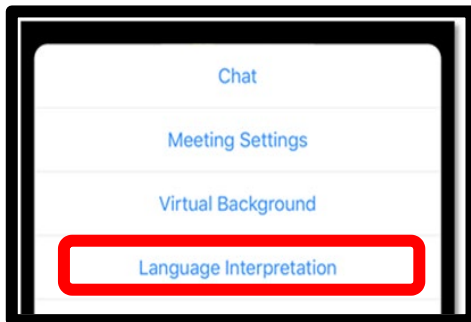 Chat
Meeting Settings
Virtual Background
Language Interpretation